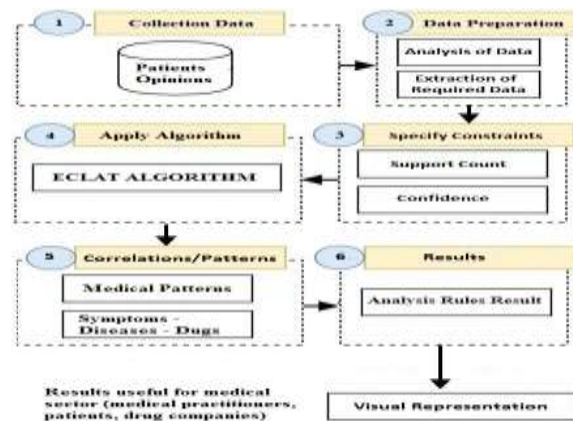 1 Collection Data
Patients
Opinions
2 Data Preparation
Analysis of Data
Extraction of
Required Data
3 Specify Constraints
Support Count
Confidence
4 Apply Algorithm
ECLAT ALGORITHM
5 Correlations/Patterns
Medical Patterns
Symptoms -
Diseases - Dugs
6 Results
Analysis Rules Result
Visual Representation
Results useful for medical
sector (medical practitioners,
patients, drug companies)